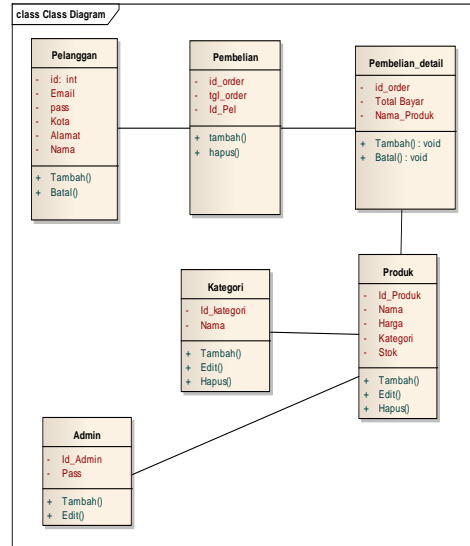 class Class Diagram
Pelanggan
- id: int
- Email
- pass
- Kota
- Alamat
- Nama
+ Tambah()
+ Batal()
Pembelian
- id_order
- tgl_order
- Id_Pel
+ tambah()
+ hapus()
Pembelian_detail
- id_order
- Total Bayar
- Nama_Produk
+ Tambah() : void
+ Batal() : void
Kategori
- Id_kategori
- Nama
+ Tambah()
+ Edit()
+ Hapus()
Produk
- Id_Produk
- Nama
- Harga
- Kategori
- Stok
+ Tambah()
+ Edit()
+ Hapus()
Admin
- Id_Admin
- Pass
+ Tambah()
+ Edit()